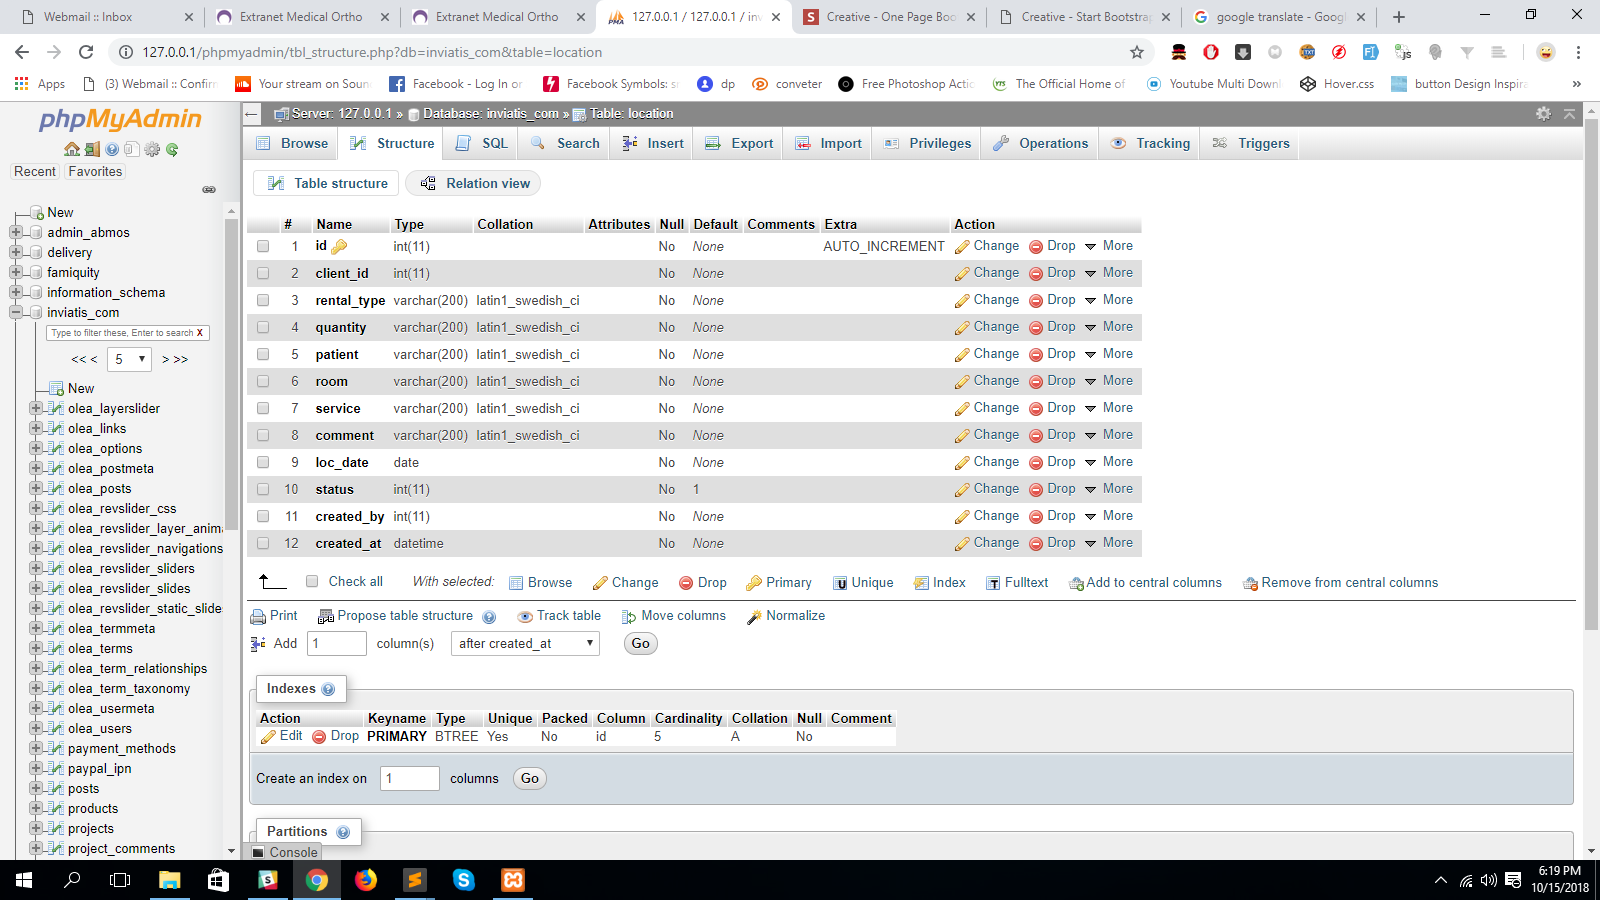 Webmail :: Inbox
Extranet Medical Ortho
Extranet Medical Ortho
127.0.0.1 / 127.0.0.1 / inv
Creative - One Page Boo
Creative - Start Bootstrap
google translate - Googl
127.0.0.1/phpmyadmin/tbl_structure.php?db=inviatis_com&table=location
Apps
(3) Webmail :: Confirm
Your stream on Soun
Facebook - Log In or
Facebook Symbols: sm
dp
conveter
Free Photoshop Actic
The Official Home of
Youtube Multi Down
Hover.css
button Design Inspira
»
phpMyAdmin
Recent
Favorites
New
admin_abmos
delivery
famiquity
information_schema
inviatis_com
Type to filter these, Enter to search X
<< <
5
> >>
New
olea_layerslider
olea_links
olea_options
olea_postmeta
olea_posts
olea_revslider_css
olea_revslider_layer_anima
olea_revslider_navigations
olea_revslider_sliders
olea_revslider_slides
olea_revslider_static_slides
olea_termmeta
olea_terms
olea_term_relationships
olea_term_taxonomy
olea_usermeta
olea_users
payment_methods
paypal_ipn
posts
products
projects
project_comments
Server: 127.0.0.1 » Database: inviatis_com » Table: location
Browse
Structure
SQL
Search
Insert
Export
Import
Privileges
Operations
Tracking
Triggers
Table structure
Relation view
# Name Type Collation Attributes Null Default Comments Extra Action
1 id int(11) No None AUTO_INCREMENT Change Drop More
2 client_id int(11) No None Change Drop More
3 rental_type varchar(200) latin1_swedish_ci No None Change Drop More
4 quantity varchar(200) latin1_swedish_ci No None Change Drop More
5 patient varchar(200) latin1_swedish_ci No None Change Drop More
6 room varchar(200) latin1_swedish_ci No None Change Drop More
7 service varchar(200) latin1_swedish_ci No None Change Drop More
8 comment varchar(200) latin1_swedish_ci No None Change Drop More
9 loc_date date No None Change Drop More
10 status int(11) No 1 Change Drop More
11 created_by int(11) No None Change Drop More
12 created_at datetime No None Change Drop More
Check all With selected: Browse Change Drop Primary Unique Index Fulltext Add to central columns Remove from central columns
Print Propose table structure Track table Move columns Normalize
Add 1 column(s) after created_at Go
Indexes
Action Keyname Type Unique Packed Column Cardinality Collation Null Comment
Edit Drop PRIMARY BTREE Yes No id 5 A No
Create an index on 1 columns Go
Partitions
Console
6:19 PM
10/15/2018